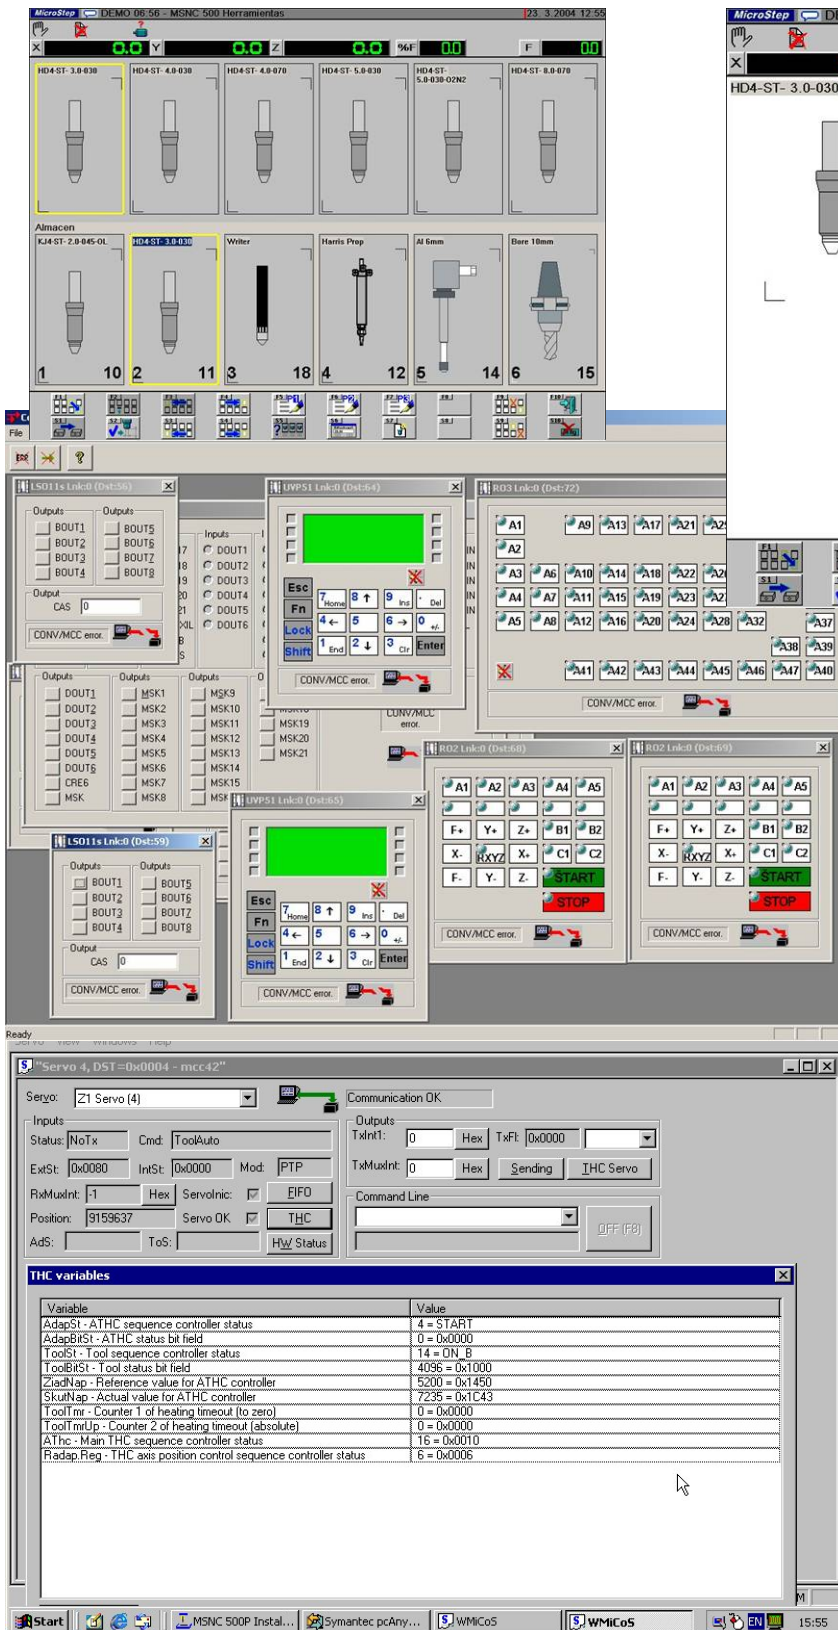 MicroStep DEMO 06:56 - MSNC 500 Herramientas 23. 3.2004 12:55
X 0.0 Y 0.0 Z 0.0 %F 0.0 F 0.0
HD4-ST- 3.0-030 HD4-ST- 4.0-030 HD4-ST- 4.0-070 HD4-ST- 5.0-030 HD4-ST- 5.0-030-O2N2 HD4-ST- 8.0-070
Almacen
KJ4-ST- 2.0-045-OL HD4-ST- 3.0-030 Writer Harris Prop Al 6mm Bore 10mm
1 10 2 11 3 18 4 12 5 14 6 15
MicroStep
X
HD4-ST- 3.0-030
File
LSO11s Lnk:0 (Dst:56)
Outputs Outputs
BOUT1 BOUT5
BOUT2 BOUT6
BOUT3 BOUT7
BOUT4 BOUT8
Output
CAS 0
CONV/MCC error.
Inputs
DOUT1
DOUT2
DOUT3
DOUT4
DOUT5
DOUT6
Outputs Outputs Outputs
DOUT1 MSK1 MSK9
DOUT2 MSK2 MSK10
DOUT3 MSK3 MSK11 MSK19
DOUT4 MSK4 MSK12 MSK20
DOUT5 MSK5 MSK13 MSK21
DOUT6 MSK6 MSK14
CRE6 MSK7 MSK15
MSK MSK8
CONV/MCC error.
UVP51 Lnk:0 (Dst:64)
Esc 7 Home 8 ↑ 9 Ins . Del
Fn 4 ← 5 6 → 0 +/-
Lock 1 End 2 ↓ 3 Clr Enter
Shift
CONV/MCC error.
RO3 Lnk:0 (Dst:72)
A1 A9 A13 A17 A21
A2
A3 A6 A10 A14 A18 A22
A4 A7 A11 A15 A19 A23
A5 A8 A12 A16 A20 A24 A28 A32 A37
A38 A39
A41 A42 A43 A44 A45 A46 A47 A40
CONV/MCC error.
RO2 Lnk:0 (Dst:68)
A1 A2 A3 A4 A5
F+ Y+ Z+ B1 B2
X- RXYZ X+ C1 C2
F- Y- Z- START
STOP
CONV/MCC error.
RO2 Lnk:0 (Dst:69)
A1 A2 A3 A4 A5
F+ Y+ Z+ B1 B2
X- RXYZ X+ C1 C2
F- Y- Z- START
STOP
CONV/MCC error.
LSO11s Lnk:0 (Dst:59)
Outputs Outputs
BOUT1 BOUT5
BOUT2 BOUT6
BOUT3 BOUT7
BOUT4 BOUT8
Output
CAS 0
CONV/MCC error.
UVP51 Lnk:0 (Dst:65)
Esc 7 Home 8 ↑ 9 Ins . Del
Fn 4 ← 5 6 → 0 +/-
Lock 1 End 2 ↓ 3 Clr Enter
Shift
CONV/MCC error.
Ready
Servo View Windows Help
"Servo 4, DST=0x0004 - mcc42"
Servo: Z1 Servo (4) Communication OK
Inputs
Status: NoTx Cmd: ToolAuto
ExtSt: 0x0080 IntSt: 0x0000 Mod: PTP
RxMuxInt: -1 Hex ServoInic: FIFO
Position: 9159637 Servo OK THC
AdS: ToS: HW Status
Outputs
TxInt1: 0 Hex TxFl: 0x0000
TxMuxInt: 0 Hex Sending THC Servo
Command Line
OFF (F8)
THC variables
Variable Value
AdapSt - ATHC sequence controller status 4 = START
AdapBitSt - ATHC status bit field 0 = 0x0000
ToolSt - Tool sequence controller status 14 = ON_B
ToolBitSt - Tool status bit field 4096 = 0x1000
ZiadNap - Reference value for ATHC controller 5200 = 0x1450
SkutNap - Actual value for ATHC controller 7235 = 0x1C43
ToolTmr - Counter 1 of heating timeout (to zero) 0 = 0x0000
ToolTmrUp - Counter 2 of heating timeout (absolute) 0 = 0x0000
AThc - Main THC sequence controller status 16 = 0x0010
Radap.Reg - THC axis position control sequence controller status 6 = 0x0006
Start MSNC 500P Instal... Symantec pcAny... WMiCoS WMiCoS EN 15:55